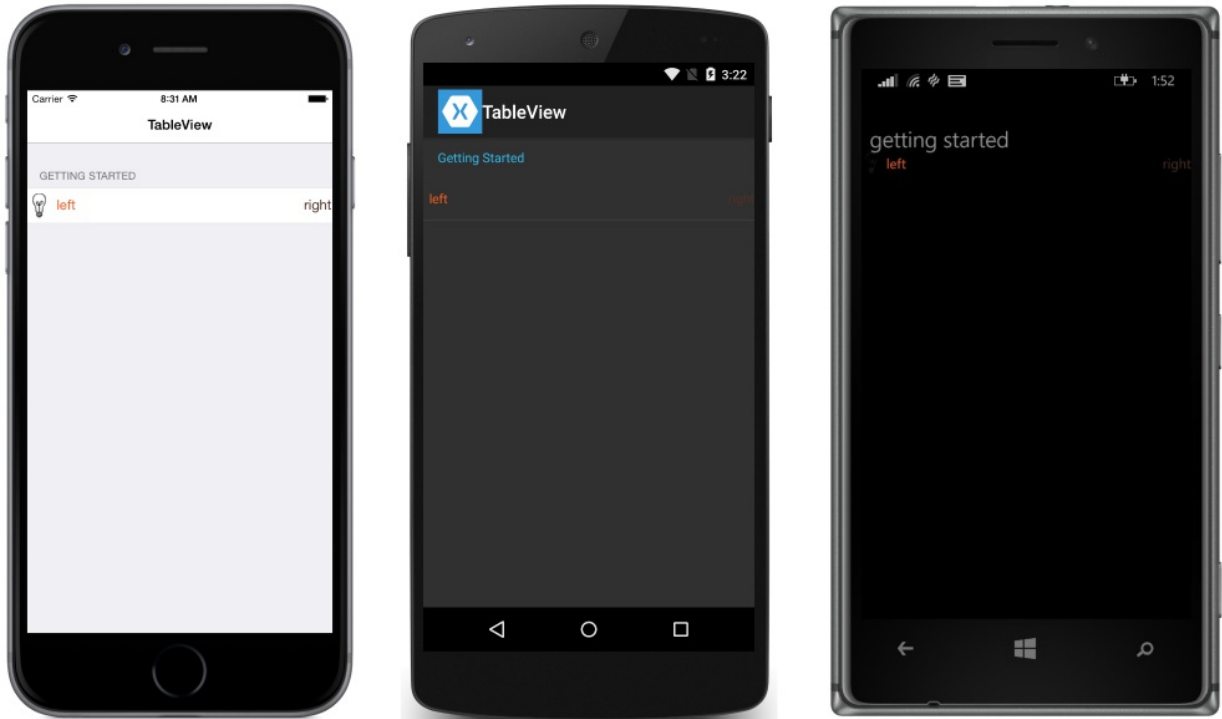 Carrier 8:31 AM
TableView
GETTING STARTED
left right
3:22
TableView
Getting Started
left right
1:52
getting started
left right